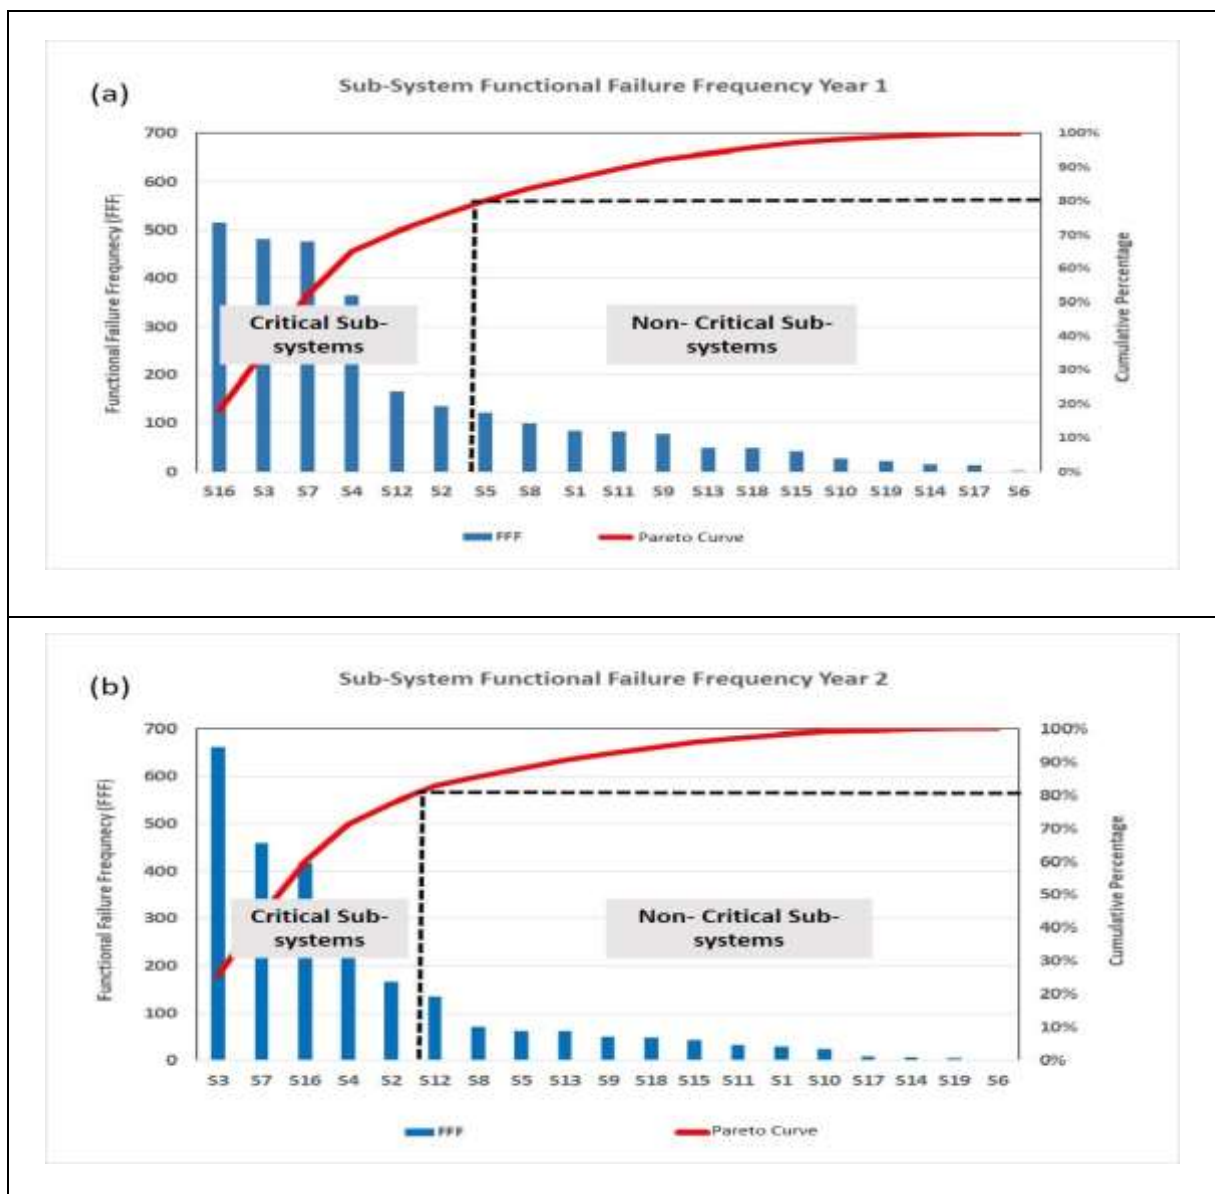 (a)
Sub-System Functional Failure Frequency Year 1
Functional Failure Frequnecy (FFF)
700
600
500
400
300
200
100
0
100%
90%
80%
70%
60%
50%
40%
30%
20%
10%
0%
Cumulative Percentage
Critical Sub-
systems
Non- Critical Sub-
systems
S16 S3 S7 S4 S12 S2 S5 S8 S1 S11 S9 S13 S18 S15 S10 S19 S14 S17 S6
FFF Pareto Curve
(b)
Sub-System Functional Failure Frequency Year 2
Functional Failure Frequnecy (FFF)
700
600
500
400
300
200
100
0
100%
90%
80%
70%
60%
50%
40%
30%
20%
10%
0%
Cumulative Percentage
Critical Sub-
systems
Non- Critical Sub-
systems
S3 S7 S16 S4 S2 S12 S8 S5 S13 S9 S18 S15 S11 S1 S10 S17 S14 S19 S6
FFF Pareto Curve